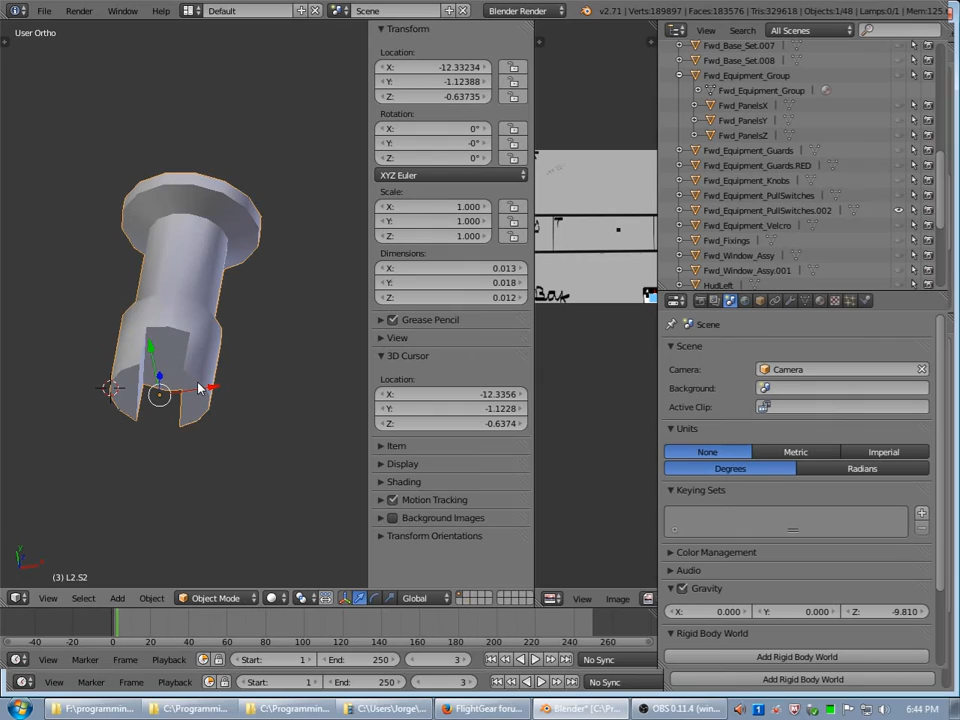 File Render Window Help Default Scene Blender Render v2.71 | Verts:189897 | Faces:183576 | Tris:329618 | Objects:1/48 | Lamps:0/1 | Mem:125.
User Ortho
Transform
Location:
X: -12.33234
Y: -1.12388
Z: -0.63735
Rotation:
X: 0°
Y: -0°
Z: 0°
XYZ Euler
Scale:
X: 1.000
Y: 1.000
Z: 1.000
Dimensions:
X: 0.013
Y: 0.018
Z: 0.012
Grease Pencil
View
3D Cursor
Location:
X: -12.3356
Y: -1.1228
Z: -0.6374
Item
Display
Shading
Motion Tracking
Background Images
Transform Orientations
View Search All Scenes
Fwd_Base_Set.007
Fwd_Base_Set.008
Fwd_Equipment_Group
Fwd_Equipment_Group
Fwd_PanelsX
Fwd_PanelsY
Fwd_PanelsZ
Fwd_Equipment_Guards
Fwd_Equipment_Guards.RED
Fwd_Equipment_Knobs
Fwd_Equipment_PullSwitches
Fwd_Equipment_PullSwitches.002
Fwd_Equipment_Velcro
Fwd_Fixings
Fwd_Window_Assy
Fwd_Window_Assy.001
HudLeft
Scene
Scene
Camera: Camera
Background:
Active Clip:
Units
None Metric Imperial
Degrees Radians
Keying Sets
Color Management
Audio
Gravity
X: 0.000 Y: 0.000 Z: -9.810
Rigid Body World
Add Rigid Body World
Add Rigid Body World
(3) L2.S2
View Select Add Object Object Mode Global View Image
-40 -20 0 20 40 60 80 100 120 140 160 180 200 220 240 260
View Marker Frame Playback Start: 1 End: 250 3 No Sync
View Marker Frame Playback Start: 1 End: 250 3 No Sync
F:\programmin... C:\Programmin... C:\Programmin... C:\Users\Jorge\... FlightGear foru... Blender* [C:\Pro... OBS 0.11.4 (win... 6:44 PM